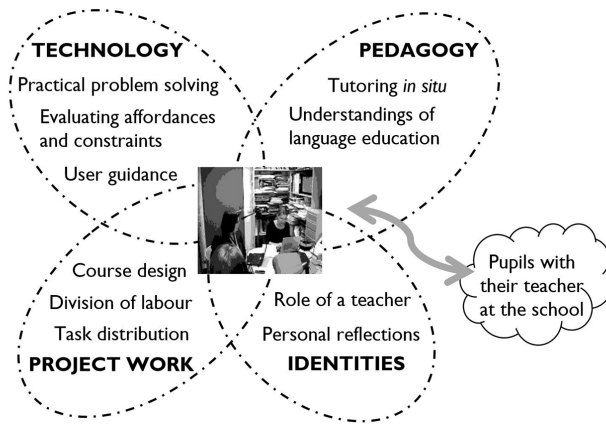 TECHNOLOGY
Practical problem solving
Evaluating affordances
and constraints
User guidance
PEDAGOGY
Tutoring in situ
Understandings of
language education
Course design
Division of labour
Task distribution
PROJECT WORK
Role of a teacher
Personal reflections
IDENTITIES
Pupils with
their teacher
at the school